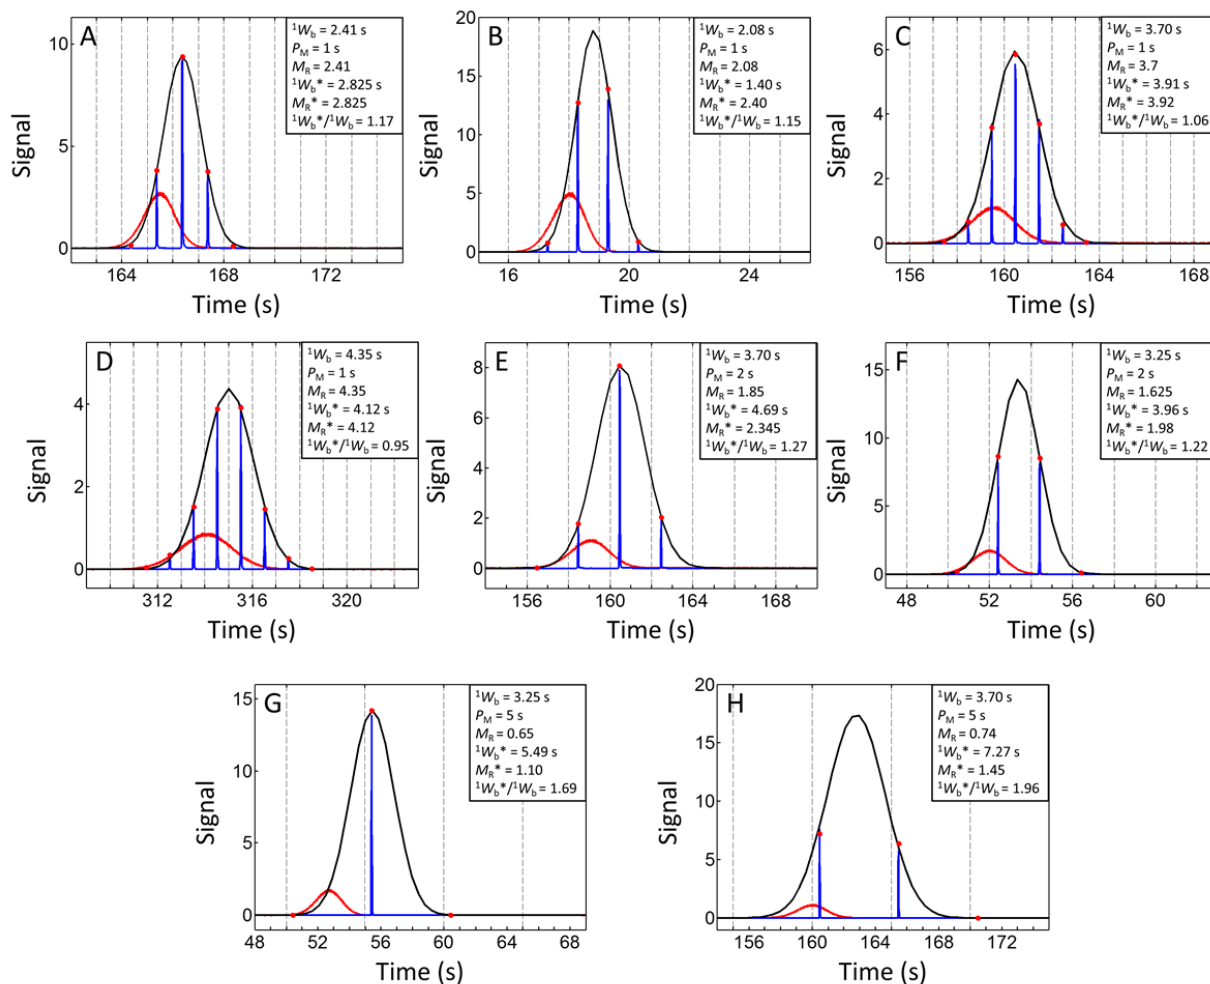 A
¹Wb = 2.41 s
PM = 1 s
MR = 2.41
¹Wb* = 2.825 s
MR* = 2.825
¹Wb*/¹Wb = 1.17
10
5
0
Signal
164 168 172
Time (s)
B
¹Wb = 2.08 s
PM = 1 s
MR = 2.08
¹Wb* = 1.40 s
MR* = 2.40
¹Wb*/¹Wb = 1.15
20
15
10
5
0
Signal
16 20 24
Time (s)
C
¹Wb = 3.70 s
PM = 1 s
MR = 3.7
¹Wb* = 3.91 s
MR* = 3.92
¹Wb*/¹Wb = 1.06
6
4
2
0
Signal
155 160 164 168
Time (s)
D
¹Wb = 4.35 s
PM = 1 s
MR = 4.35
¹Wb* = 4.12 s
MR* = 4.12
¹Wb*/¹Wb = 0.95
4
2
0
Signal
312 316 320
Time (s)
E
¹Wb = 3.70 s
PM = 2 s
MR = 1.85
¹Wb* = 4.69 s
MR* = 2.345
¹Wb*/¹Wb = 1.27
8
6
4
2
0
Signal
156 160 164 168
Time (s)
F
¹Wb = 3.25 s
PM = 2 s
MR = 1.625
¹Wb* = 3.96 s
MR* = 1.98
¹Wb*/¹Wb = 1.22
15
10
5
0
Signal
48 52 56 60
Time (s)
G
¹Wb = 3.25 s
PM = 5 s
MR = 0.65
¹Wb* = 5.49 s
MR* = 1.10
¹Wb*/¹Wb = 1.69
15
10
5
0
Signal
48 52 56 60 64 68
Time (s)
H
¹Wb = 3.70 s
PM = 5 s
MR = 0.74
¹Wb* = 7.27 s
MR* = 1.45
¹Wb*/¹Wb = 1.96
20
15
10
5
0
Signal
156 160 164 168 172
Time (s)